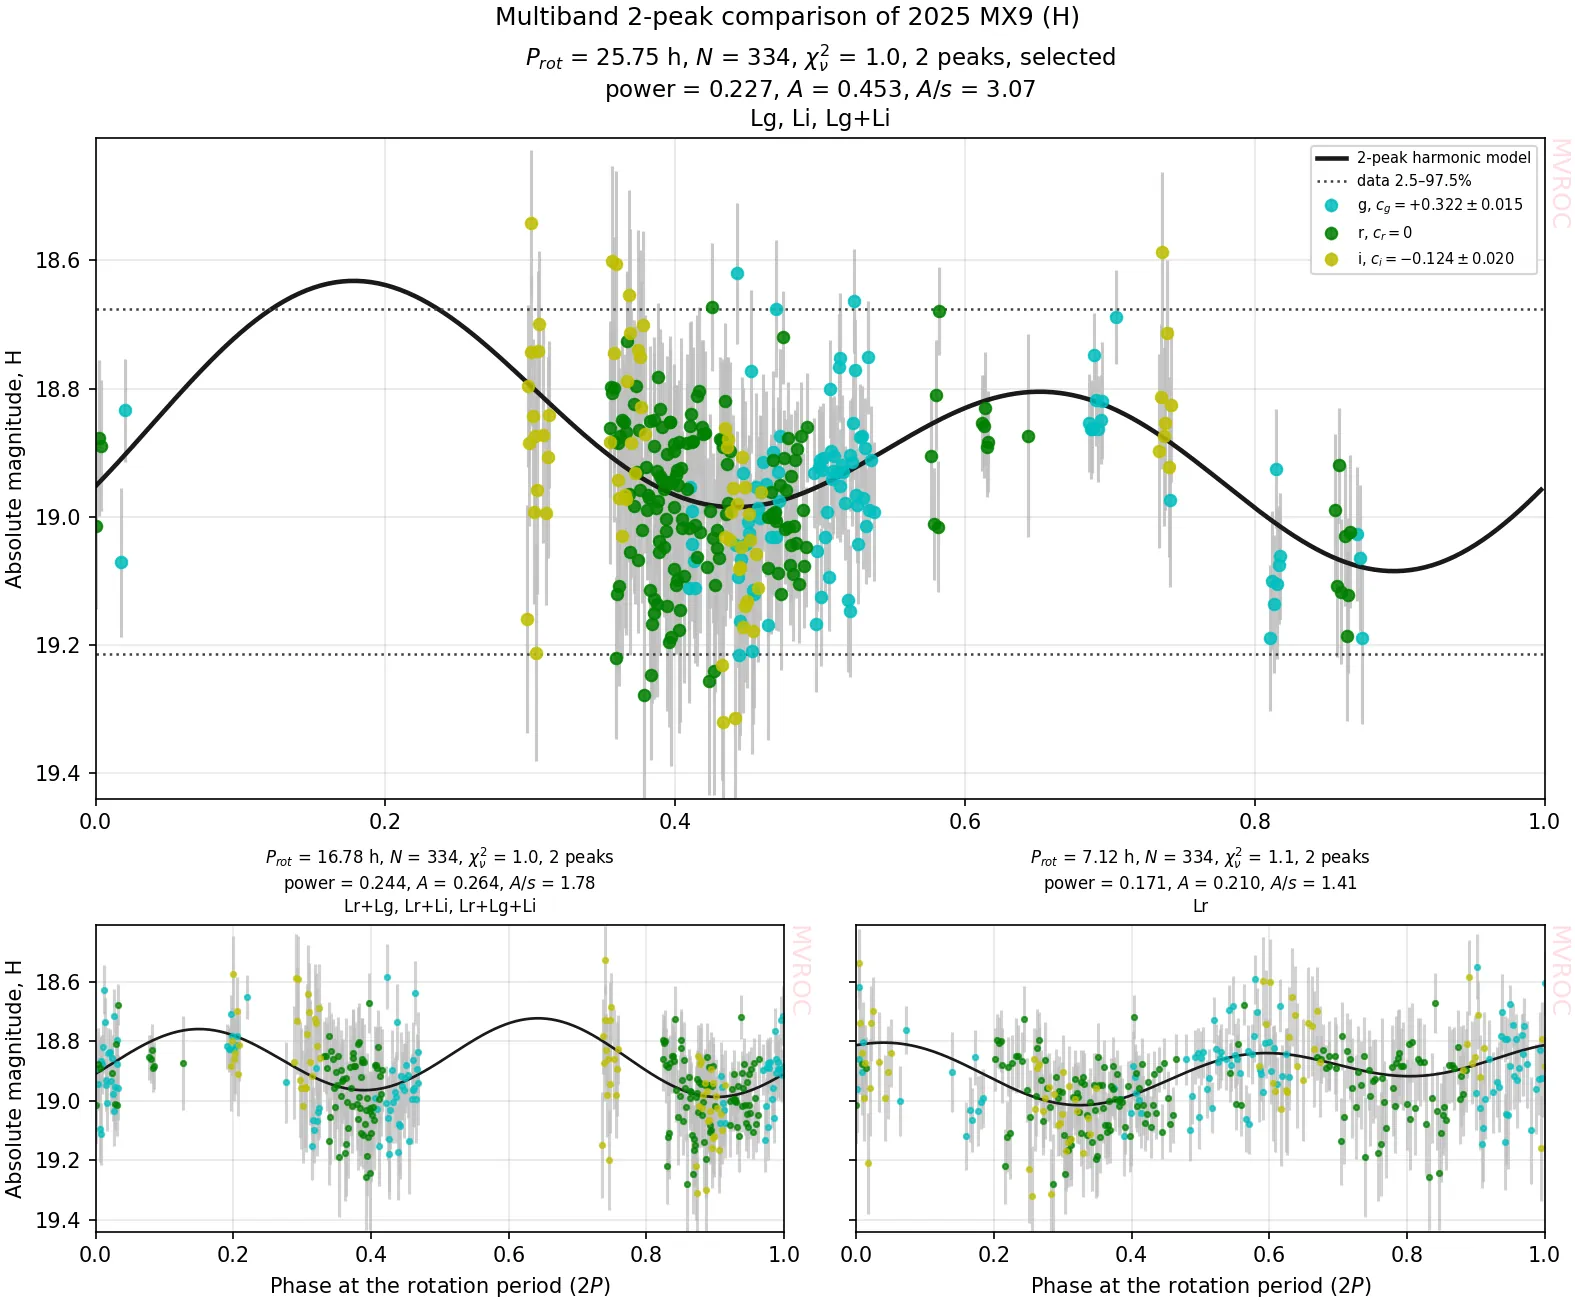 Multiband 2-peak comparison of 2025 MX9 (H)
P_rot = 25.75 h, N = 334, χ²_ν = 1.0, 2 peaks, selected
power = 0.227, A = 0.453, A/s = 3.07
Lg, Li, Lg+Li
2-peak harmonic model
data 2.5–97.5%
g, c_g = +0.322 ± 0.015
r, c_r = 0
i, c_i = −0.124 ± 0.020
MVROC
Absolute magnitude, H
18.6
18.8
19.0
19.2
19.4
0.0 0.2 0.4 0.6 0.8 1.0
P_rot = 16.78 h, N = 334, χ²_ν = 1.0, 2 peaks
power = 0.244, A = 0.264, A/s = 1.78
Lr+Lg, Lr+Li, Lr+Lg+Li
MVROC
Absolute magnitude, H
18.6
18.8
19.0
19.2
19.4
0.0 0.2 0.4 0.6 0.8 1.0
Phase at the rotation period (2P)
P_rot = 7.12 h, N = 334, χ²_ν = 1.1, 2 peaks
power = 0.171, A = 0.210, A/s = 1.41
Lr
MVROC
0.0 0.2 0.4 0.6 0.8 1.0
Phase at the rotation period (2P)